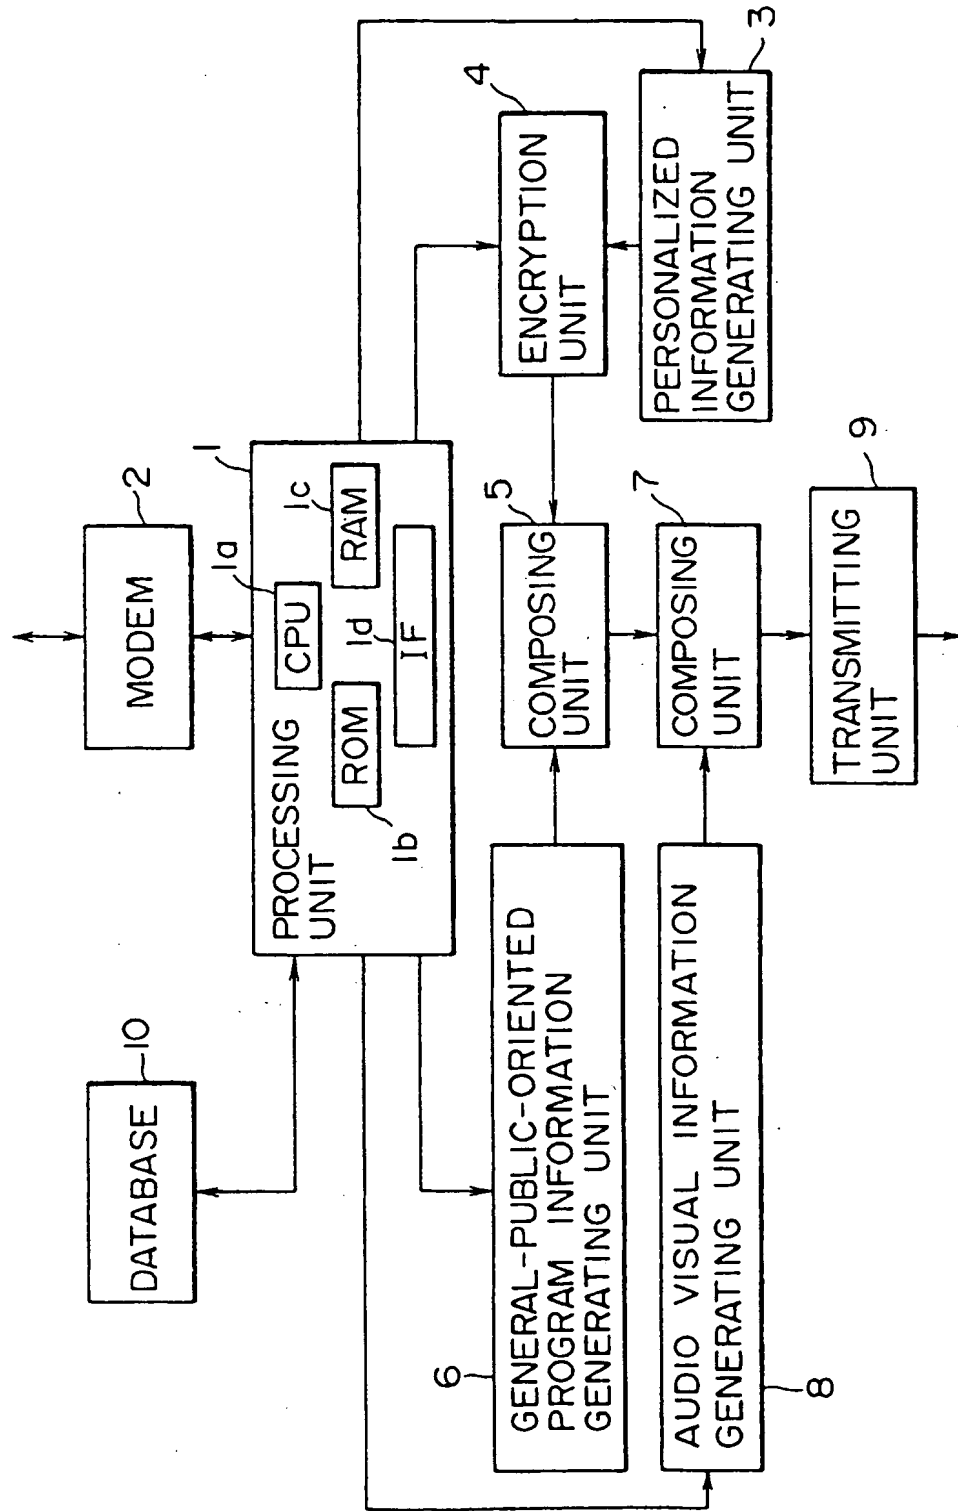 DATABASE
10
MODEM
2
PROCESSING
UNIT
1
CPU
1a
ROM
1b
RAM
1c
IF
1d
GENERAL-PUBLIC-ORIENTED
PROGRAM INFORMATION
GENERATING UNIT
6
COMPOSING
UNIT
5
ENCRYPTION
UNIT
4
AUDIO VISUAL INFORMATION
GENERATING UNIT
8
COMPOSING
UNIT
7
PERSONALIZED
INFORMATION
GENERATING UNIT
3
TRANSMITTING
UNIT
9